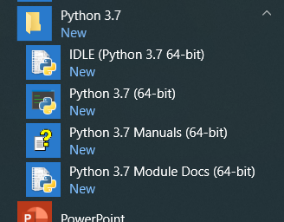 Python 3.7
New
IDLE (Python 3.7 64-bit)
New
Python 3.7 (64-bit)
New
Python 3.7 Manuals (64-bit)
New
Python 3.7 Module Docs (64-bit)
New
PowerPoint